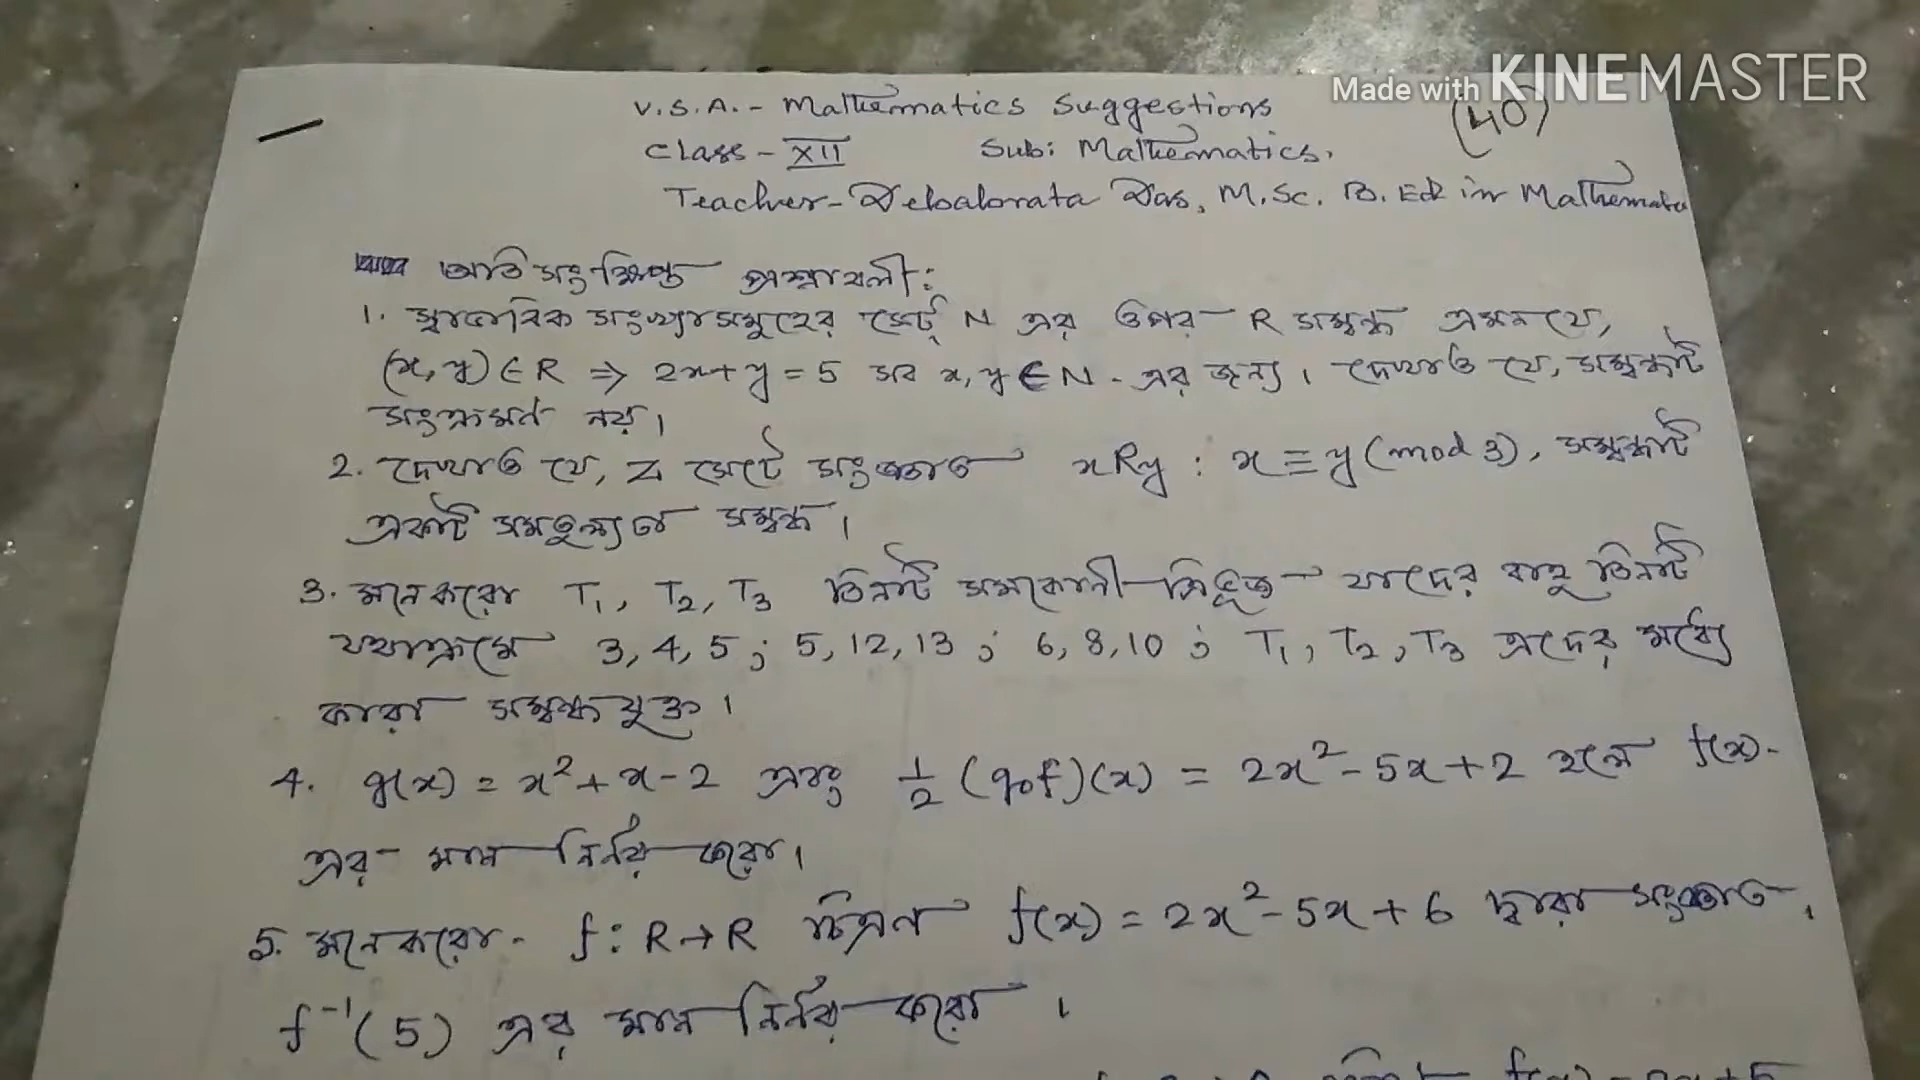 Made with KINEMASTER
V.S.A. - Mathematics Suggestions (40)
Class - XII Sub: Mathematics.
Teacher - Debabrata Das, M.Sc. B.Ed in Mathematic
অতি সংক্ষিপ্ত প্রশ্নাবলী:
1. স্বাভাবিক সংখ্যাসমূহের সেট্ N এর ওপর R সম্বন্ধ এমন যে,
(x, y) ∈ R ⇒ 2x + y = 5 সব x, y ∈ N - এর জন্য। দেখাও যে, সম্বন্ধটি
সংক্রমণ নয়।
2. দেখাও যে, Z সেটে সংজ্ঞাত xRy : x ≡ y (mod 3), সম্বন্ধটি
একটি সমতুল্যতা সম্বন্ধ।
3. মনেকরো T₁, T₂, T₃ তিনটি সমকোণী ত্রিভুজ যাদের বাহু তিনটি
যথাক্রমে 3, 4, 5 ; 5, 12, 13 ; 6, 8, 10 ; T₁, T₂, T₃ এদের মধ্যে
কারা সম্বন্ধযুক্ত।
4. g(x) = x² + x - 2 এবং 1/2 (gof)(x) = 2x² - 5x + 2 হলে f(x) -
এর মান নির্ণয় করো।
5. মনেকরো - f : R → R চিত্রণ f(x) = 2x² - 5x + 6 দ্বারা সংজ্ঞাত,
f⁻¹(5) এর মান নির্ণয় করো।